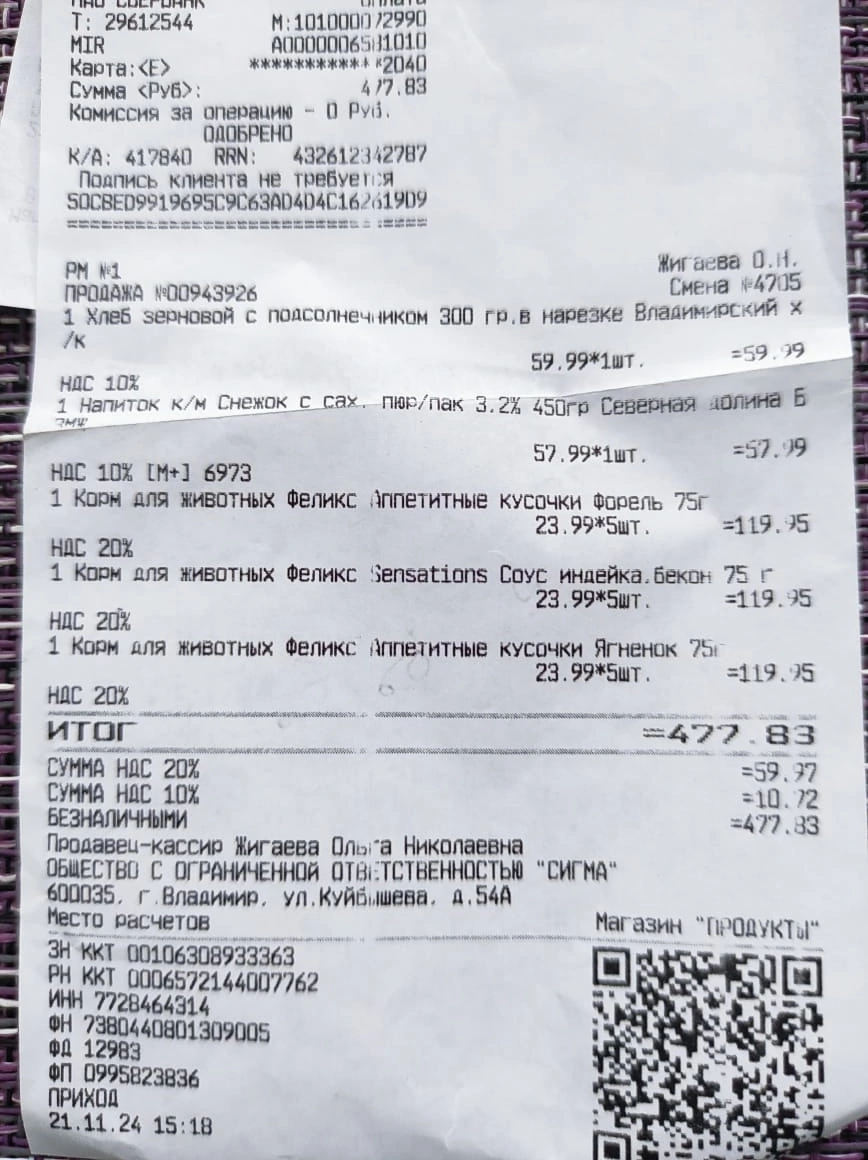 ПАО СБЕРБАНК Оплата
Т: 29612544 М:101000072990
MIR A0000006581010
Карта:<E> ************2040
Сумма <Руб>: 477.83
Комиссия за операцию - 0 Руб.
ОДОБРЕНО
К/А: 417840 RRN: 432612342787
Подпись клиента не требуется
50CBED9919695C9C63AD4D4C162619D9
================================
РМ №1 Жигаева О.Н.
ПРОДАЖА №00943926 Смена №4705
1 Хлеб зерновой с подсолнечником 300 гр.в нарезке Владимирский х
/к
59.99*1шт. =59.99
НДС 10%
1 Напиток к/м Снежок с сах. пюр/пак 3.2% 450гр Северная долина Б
ЗМЖ
57.99*1шт. =57.99
НДС 10% [М+] 6973
1 Корм для животных Феликс Аппетитные кусочки Форель 75г
23.99*5шт. =119.95
НДС 20%
1 Корм для животных Феликс Sensations Соус индейка.бекон 75 г
23.99*5шт. =119.95
НДС 20%
1 Корм для животных Феликс Аппетитные кусочки Ягненок 75г
23.99*5шт. =119.95
НДС 20%
ИТОГ =477.83
СУММА НДС 20% =59.97
СУММА НДС 10% =10.72
БЕЗНАЛИЧНЫМИ =477.83
Продавец-кассир Жигаева Ольга Николаевна
ОБЩЕСТВО С ОГРАНИЧЕННОЙ ОТВЕТСТВЕННОСТЬЮ "СИГМА"
600035, г.Владимир, ул.Куйбышева, д.54А
Место расчетов Магазин "ПРОДУКТЫ"
ЗН ККТ 00106308933363
РН ККТ 0006572144007762
ИНН 7728464314
ФН 7380440801309005
ФД 12983
ФП 0995823836
ПРИХОД
21.11.24 15:18